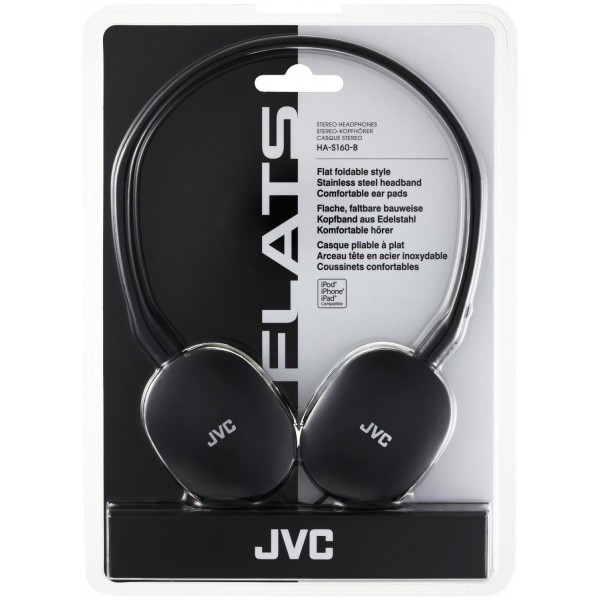 FLATS
STEREO HEADPHONES
STEREO-KOPFHÖRER
CASQUE STEREO
HA-S160-B
Flat foldable style
Stainless steel headband
Comfortable ear pads
Flache, faltbare bauweise
Kopfband aus Edelstahl
Komfortable hörer
Casque pliable à plat
Arceau tête en acier inoxydable
Coussinets confortables
iPod®
iPhone®
iPad®
Compatible
JVC
JVC
JVC